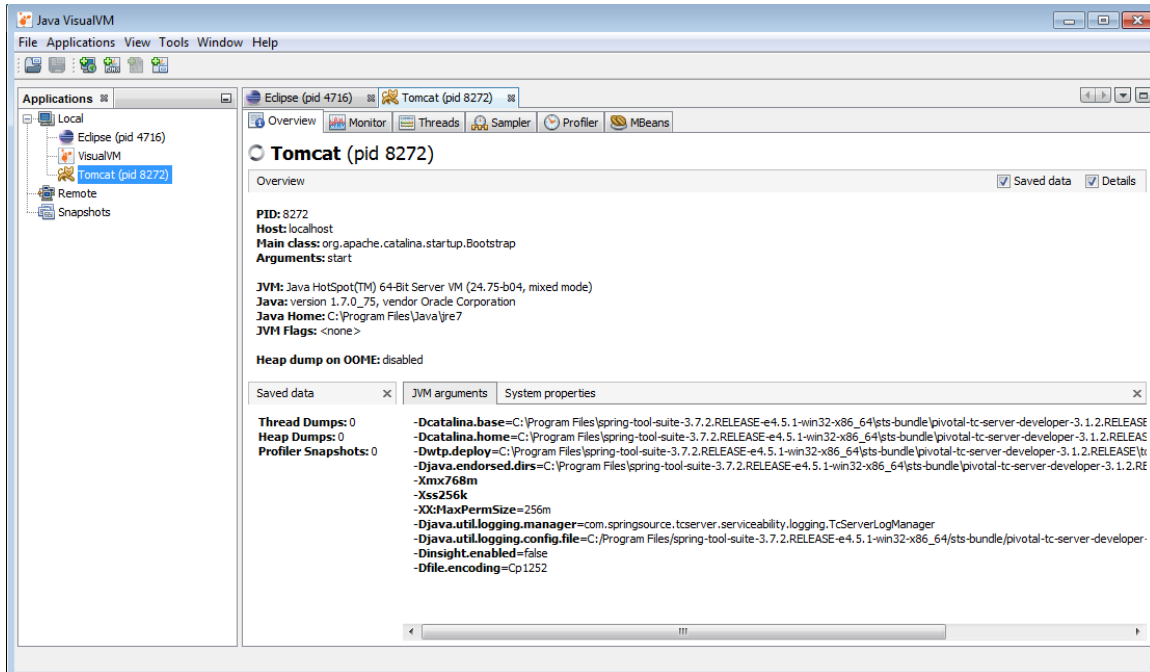 Java VisualVM
File Applications View Tools Window Help
Applications
Local
Eclipse (pid 4716)
VisualVM
Tomcat (pid 8272)
Remote
Snapshots
Eclipse (pid 4716) Tomcat (pid 8272)
Overview Monitor Threads Sampler Profiler MBeans
Tomcat (pid 8272)
Overview Saved data Details
PID: 8272
Host: localhost
Main class: org.apache.catalina.startup.Bootstrap
Arguments: start
JVM: Java HotSpot(TM) 64-Bit Server VM (24.75-b04, mixed mode)
Java: version 1.7.0_75, vendor Oracle Corporation
Java Home: C:\Program Files\Java\jre7
JVM Flags: <none>
Heap dump on OOME: disabled
Saved data
Thread Dumps: 0
Heap Dumps: 0
Profiler Snapshots: 0
JVM arguments System properties
-Dcatalina.base=C:\Program Files\spring-tool-suite-3.7.2.RELEASE-e4.5.1-win32-x86_64\sts-bundle\pivotal-tc-server-developer-3.1.2.RELEASE
-Dcatalina.home=C:\Program Files\spring-tool-suite-3.7.2.RELEASE-e4.5.1-win32-x86_64\sts-bundle\pivotal-tc-server-developer-3.1.2.RELEAS
-Dwtp.deploy=C:\Program Files\spring-tool-suite-3.7.2.RELEASE-e4.5.1-win32-x86_64\sts-bundle\pivotal-tc-server-developer-3.1.2.RELEASE\tc
-Djava.endorsed.dirs=C:\Program Files\spring-tool-suite-3.7.2.RELEASE-e4.5.1-win32-x86_64\sts-bundle\pivotal-tc-server-developer-3.1.2.RE
-Xmx768m
-Xss256k
-XX:MaxPermSize=256m
-Djava.util.logging.manager=com.springsource.tcserver.serviceability.logging.TcServerLogManager
-Djava.util.logging.config.file=C:/Program Files/spring-tool-suite-3.7.2.RELEASE-e4.5.1-win32-x86_64/sts-bundle/pivotal-tc-server-developer-
-Dinsight.enabled=false
-Dfile.encoding=Cp1252